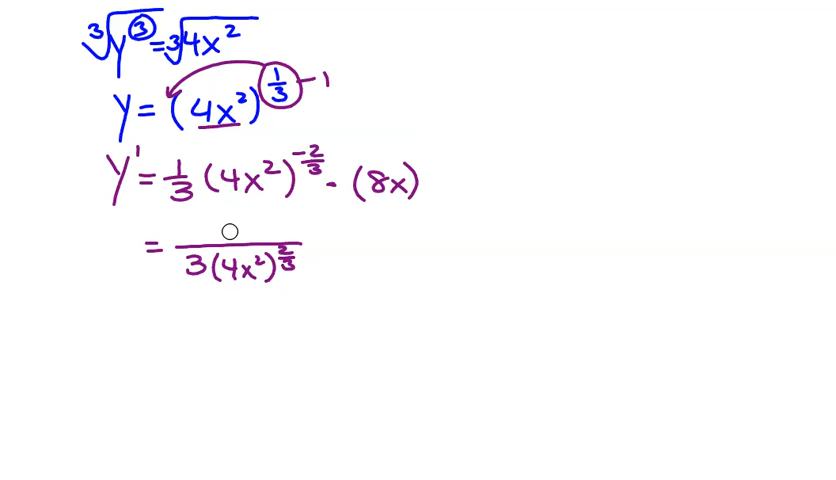 ∛y³ = ∛4x²
y = (4x²)^(1/3) - 1
y' = 1/3 (4x²)^(-2/3) · (8x)
= /3(4x²)^(2/3)